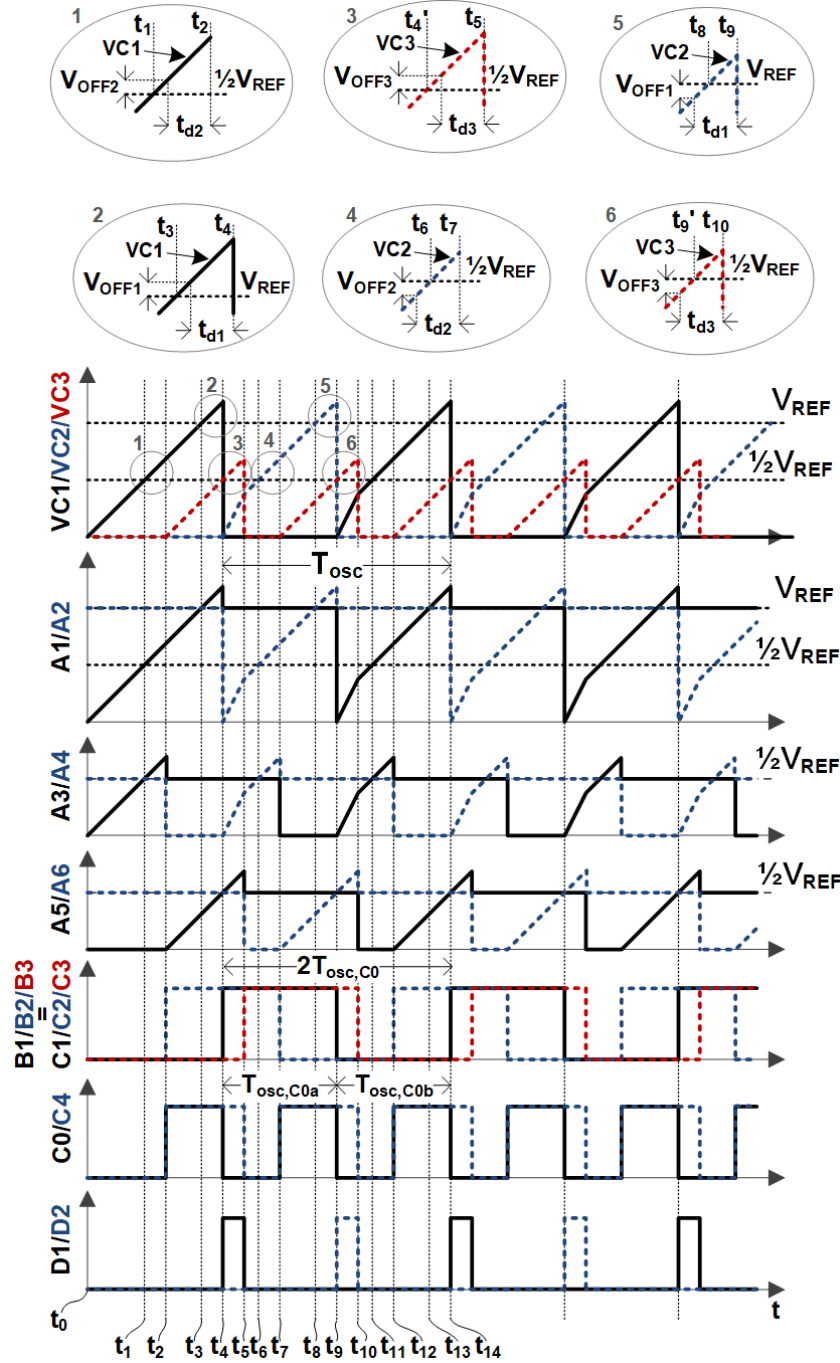 1
t1 t2
VC1
VOFF2
½VREF
td2
3
t4' t5
VC3
VOFF3
½VREF
td3
5
t8 t9
VC2
VOFF1
VREF
td1
2
t3 t4
VC1
VOFF1
VREF
td1
4
t6 t7
VC2
VOFF2
½VREF
td2
6
t9' t10
VC3
VOFF3
½VREF
td3
VC1/VC2/VC3
1 2 3 4 5 6
VREF
½VREF
A1/A2
Tosc
VREF
½VREF
A3/A4
½VREF
A5/A6
½VREF
B1/B2/B3
=
C1/C2/C3
2Tosc,C0
C0/C4
Tosc,C0a Tosc,C0b
D1/D2
t0
t
t1 t2 t3 t4 t5 t6 t7 t8 t9 t10 t11 t12 t13 t14